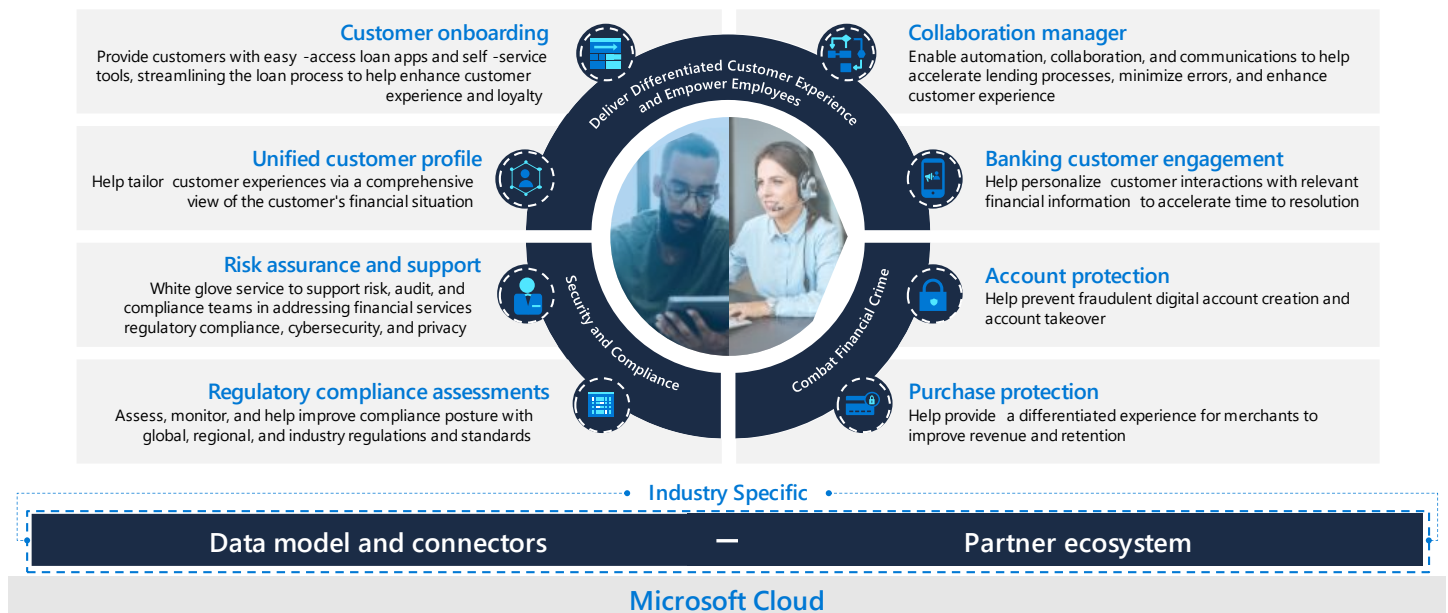 Customer onboarding
Provide customers with easy -access loan apps and self -service
tools, streamlining the loan process to help enhance customer
experience and loyalty
Collaboration manager
Enable automation, collaboration, and communications to help
accelerate lending processes, minimize errors, and enhance
customer experience
Deliver Differentiated Customer Experience
and Empower Employees
Unified customer profile
Help tailor customer experiences via a comprehensive
view of the customer's financial situation
Banking customer engagement
Help personalize customer interactions with relevant
financial information to accelerate time to resolution
Risk assurance and support
White glove service to support risk, audit, and
compliance teams in addressing financial services
regulatory compliance, cybersecurity, and privacy
Security and Compliance
Combat Financial Crime
Account protection
Help prevent fraudulent digital account creation and
account takeover
Regulatory compliance assessments
Assess, monitor, and help improve compliance posture with
global, regional, and industry regulations and standards
Purchase protection
Help provide a differentiated experience for merchants to
improve revenue and retention
Industry Specific
Data model and connectors – Partner ecosystem
Microsoft Cloud